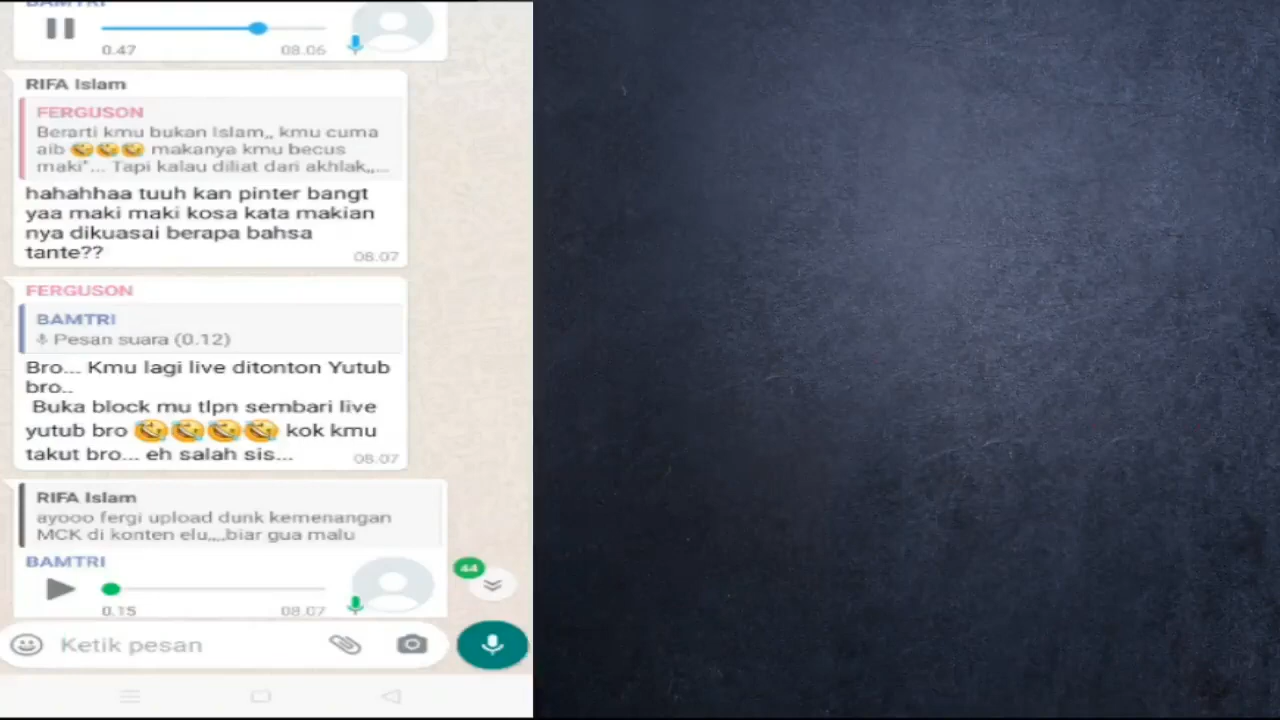 BAMTRI
0.47 08.06
RIFA Islam
FERGUSON
Berarti kmu bukan Islam,, kmu cuma
aib 🤣🤣🤣 makanya kmu becus
maki"... Tapi kalau diliat dari akhlak,,...
hahahhaa tuuh kan pinter bangt
yaa maki maki kosa kata makian
nya dikuasai berapa bahsa
tante??
08.07
FERGUSON
BAMTRI
Pesan suara (0.12)
Bro... Kmu lagi live ditonton Yutub
bro..
Buka block mu tlpn sembari live
yutub bro 🤣🤣🤣🤣 kok kmu
takut bro... eh salah sis...
08.07
RIFA Islam
ayooo fergi upload dunk kemenangan
MCK di konten elu,,,,biar gua malu
BAMTRI
44
0.15 08.07
Ketik pesan